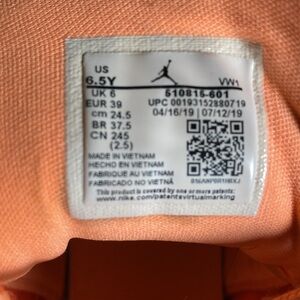 US
6.5Y VW1
UK 6 510815-601
EUR 39 UPC 00193152880719
cm 24.5 04/16/19 07/12/19
BR 37.5
CN 245
(2.5)
MADE IN VIETNAM
HECHO EN VIETNAM
FABRIQUE AU VIETNAM
FABRICADO NO VIETNÃ
This product is covered by one or more patents:
www.nike.com/patentsvirtualmarking